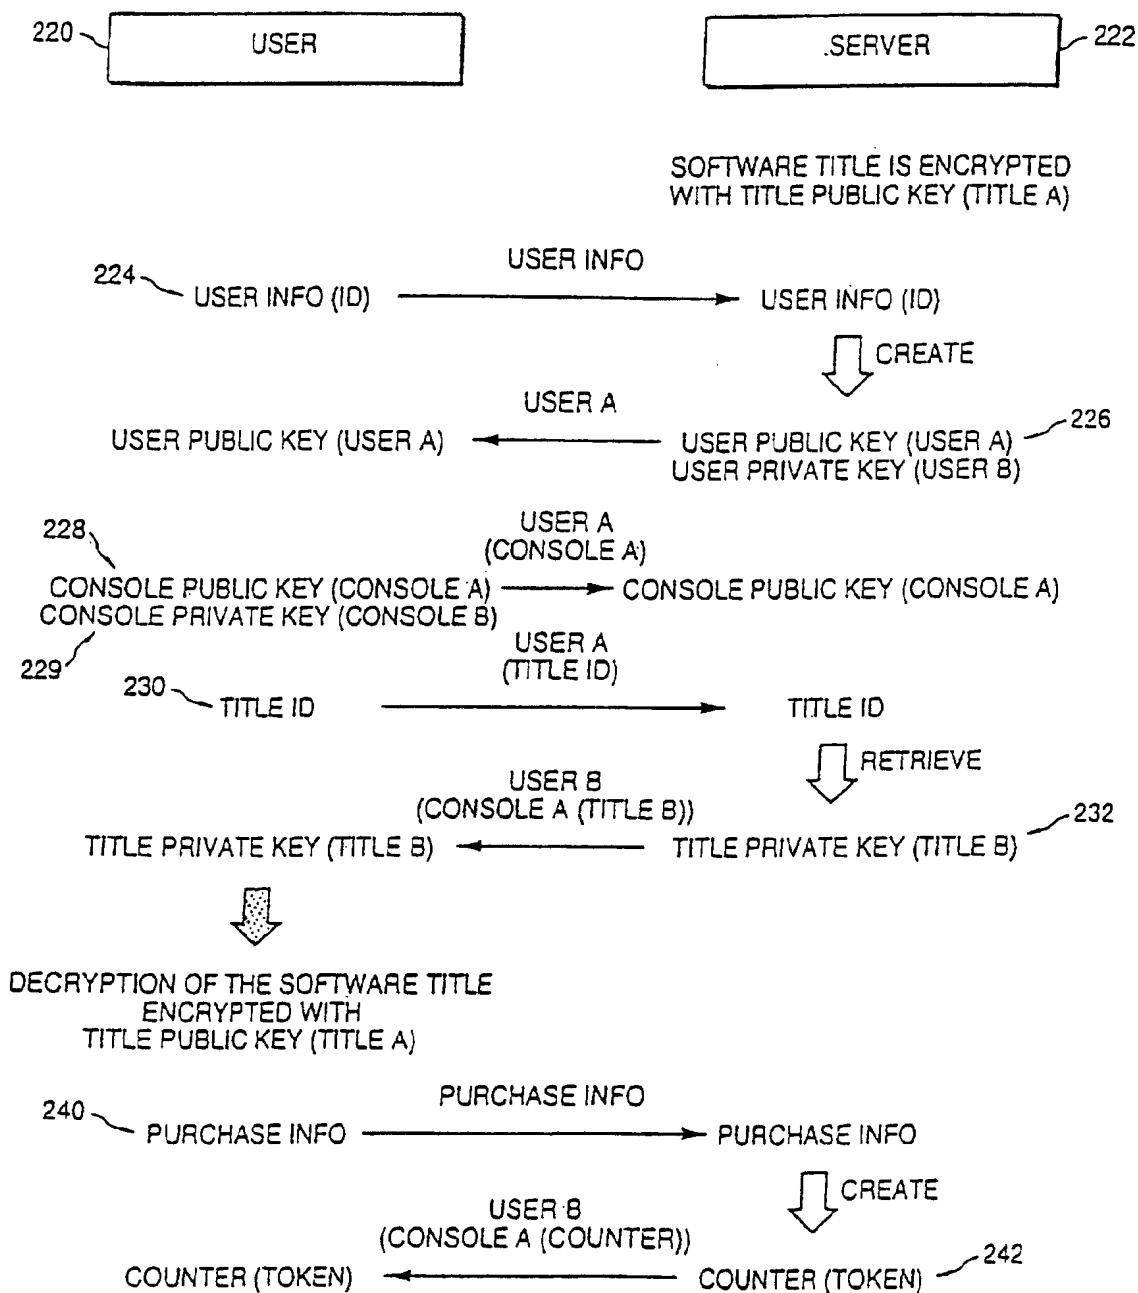 220
USER
.SERVER
222
SOFTWARE TITLE IS ENCRYPTED
WITH TITLE PUBLIC KEY (TITLE A)
224
USER INFO
USER INFO (ID)
USER INFO (ID)
CREATE
USER A
226
USER PUBLIC KEY (USER A)
USER PUBLIC KEY (USER A)
USER PRIVATE KEY (USER B)
228
USER A
(CONSOLE A)
CONSOLE PUBLIC KEY (CONSOLE A)
CONSOLE PUBLIC KEY (CONSOLE A)
CONSOLE PRIVATE KEY (CONSOLE B)
229
USER A
(TITLE ID)
230
TITLE ID
TITLE ID
RETRIEVE
USER B
(CONSOLE A (TITLE B))
232
TITLE PRIVATE KEY (TITLE B)
TITLE PRIVATE KEY (TITLE B)
DECRYPTION OF THE SOFTWARE TITLE
ENCRYPTED WITH
TITLE PUBLIC KEY (TITLE A)
240
PURCHASE INFO
PURCHASE INFO
PURCHASE INFO
CREATE
USER B
(CONSOLE A (COUNTER))
242
COUNTER (TOKEN)
COUNTER (TOKEN)